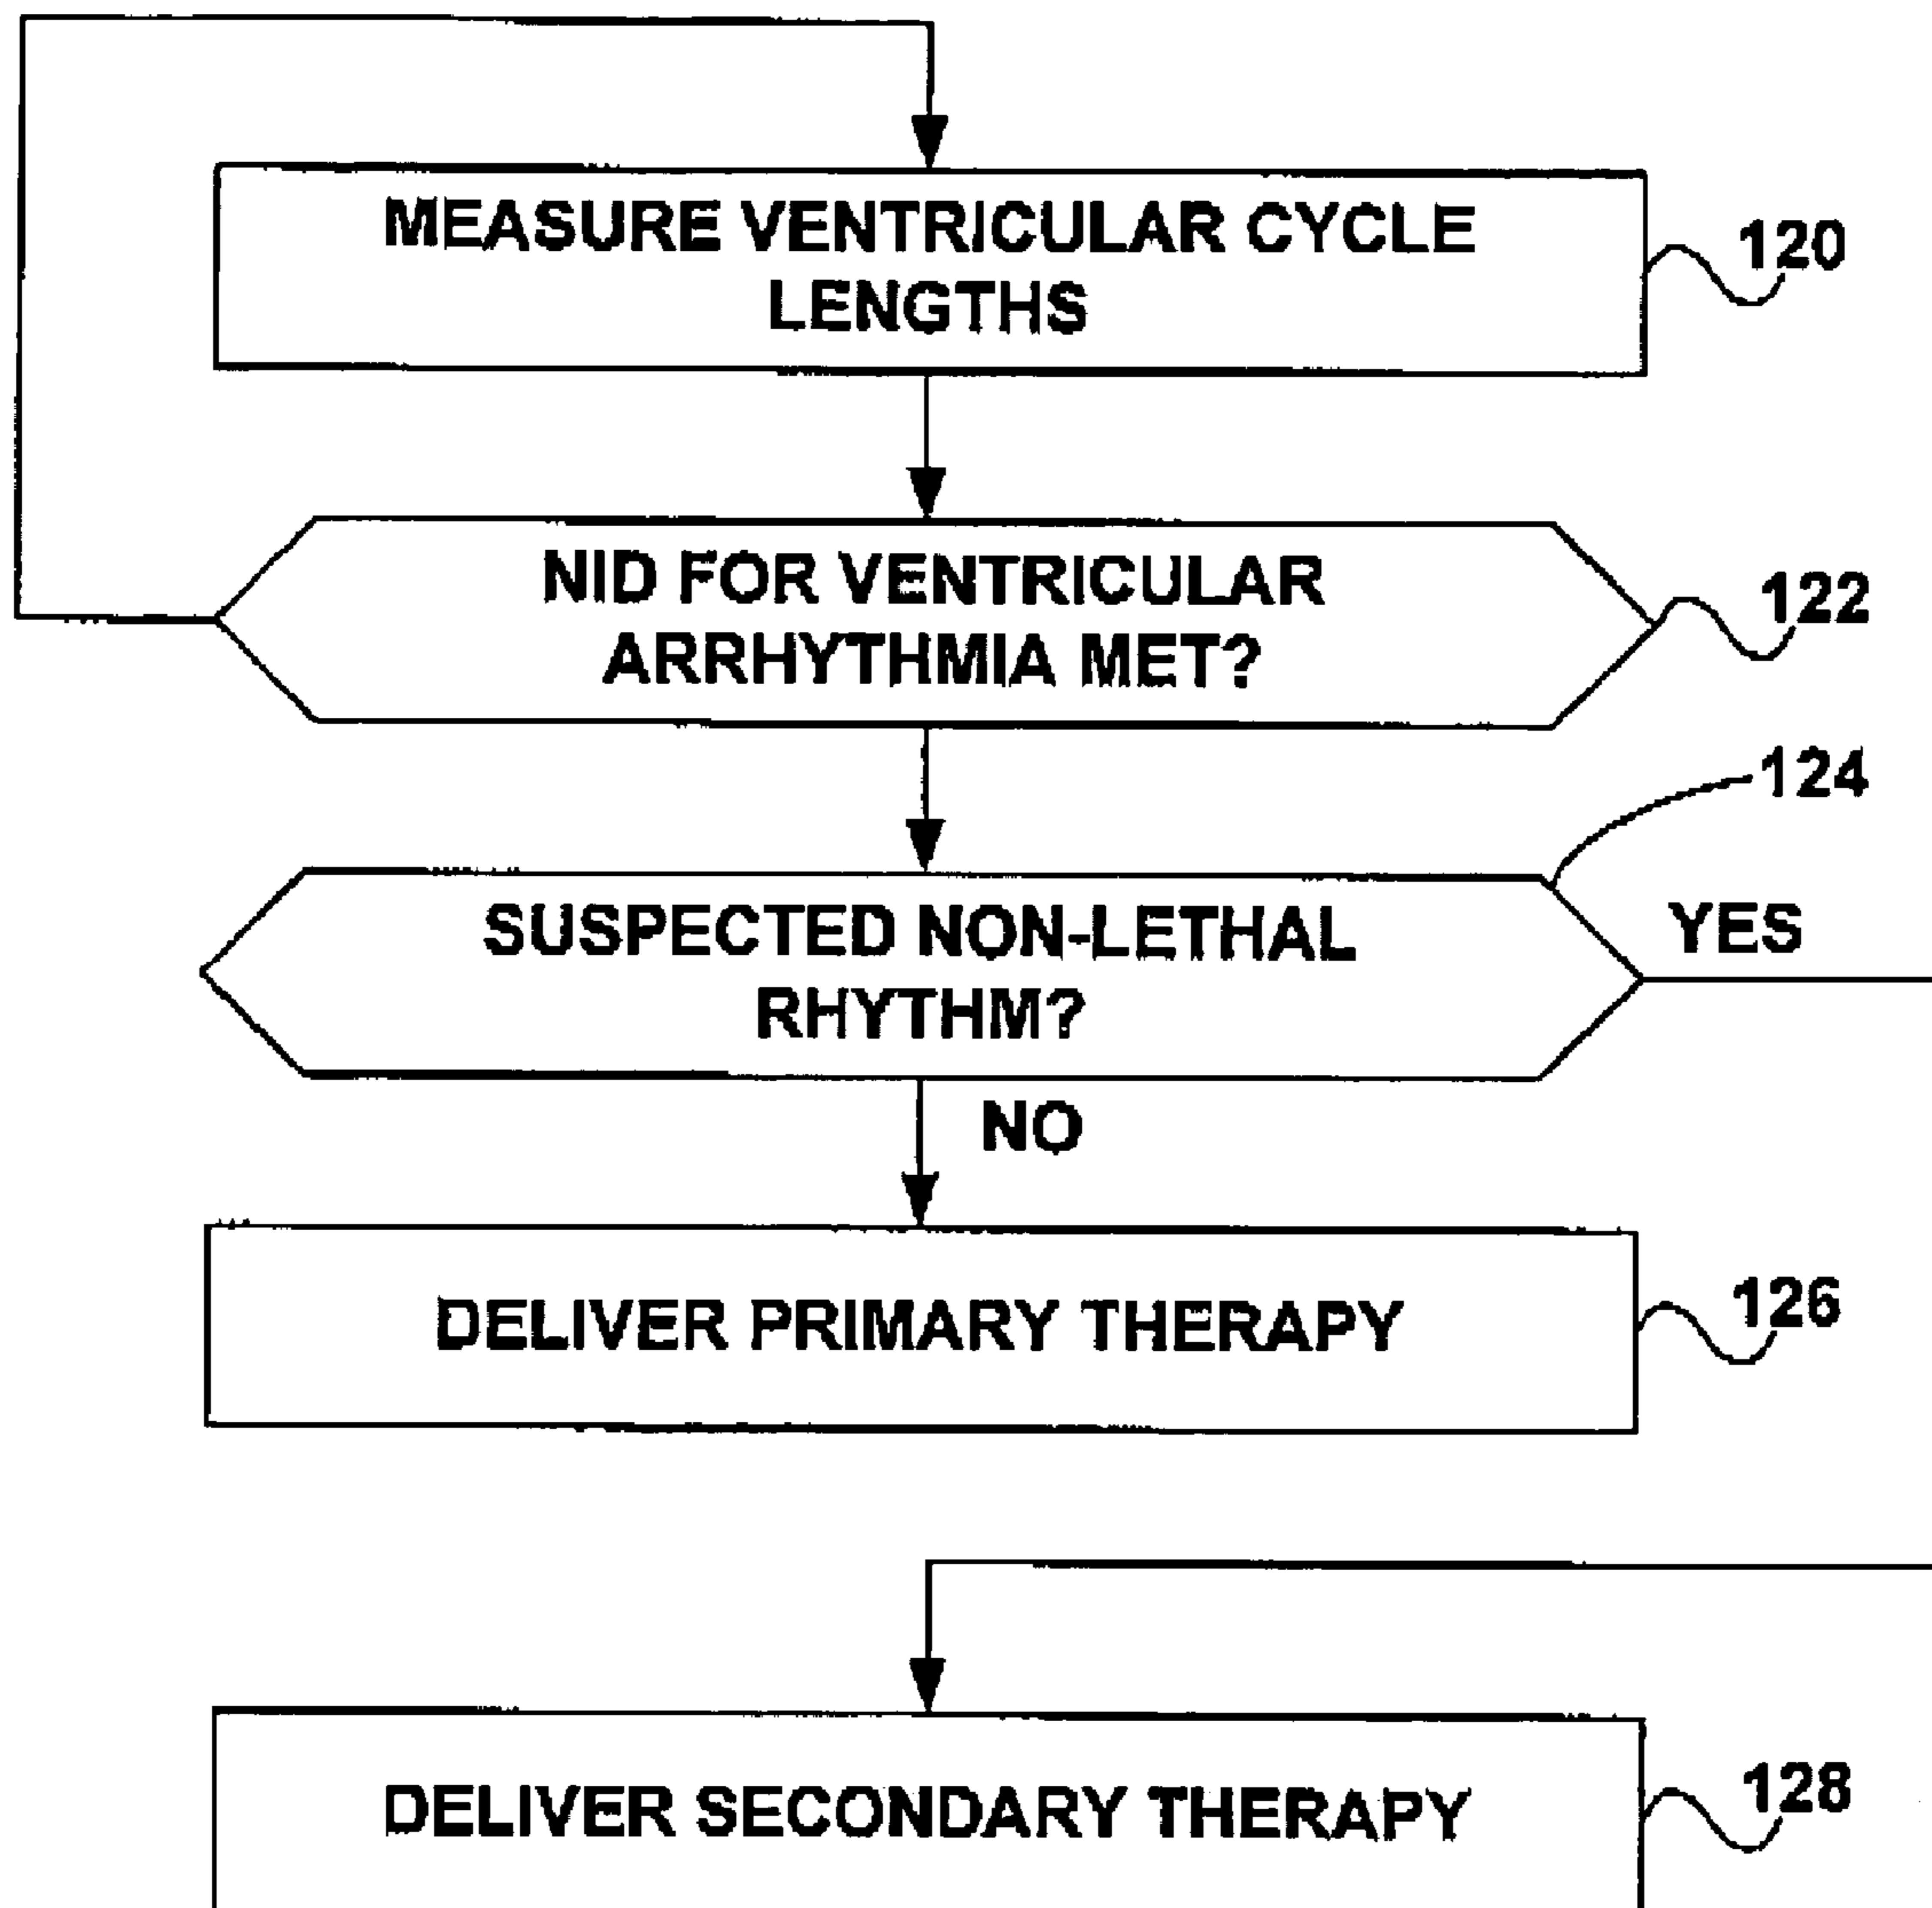 MEASURE VENTRICULAR CYCLE
LENGTHS
120
NID FOR VENTRICULAR
ARRHYTHMIA MET?
122
124
SUSPECTED NON-LETHAL
RHYTHM?
YES
NO
DELIVER PRIMARY THERAPY
126
DELIVER SECONDARY THERAPY
128